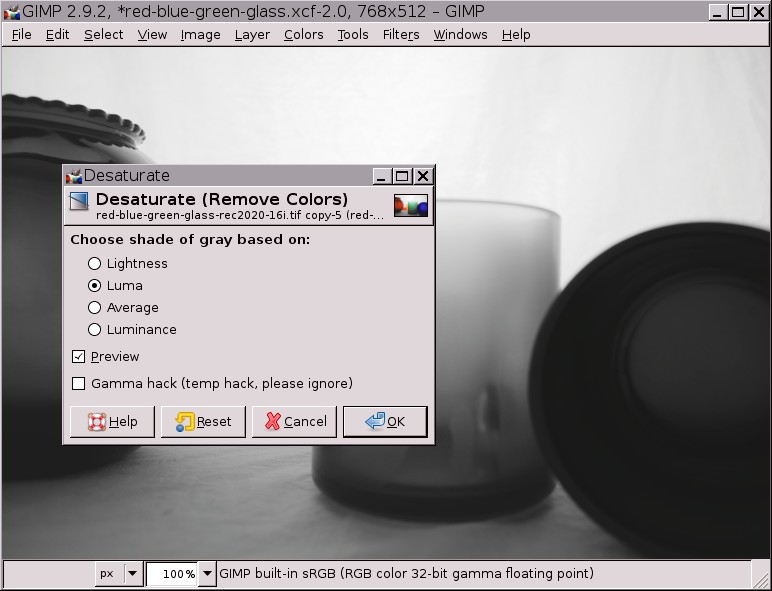 GIMP 2.9.2, *red-blue-green-glass.xcf-2.0, 768x512 – GIMP
File Edit Select View Image Layer Colors Tools Filters Windows Help
Desaturate
Desaturate (Remove Colors)
red-blue-green-glass-rec2020-16i.tif copy-5 (red-...
Choose shade of gray based on:
Lightness
Luma
Average
Luminance
Preview
Gamma hack (temp hack, please ignore)
Help Reset Cancel OK
px 100% GIMP built-in sRGB (RGB color 32-bit gamma floating point)